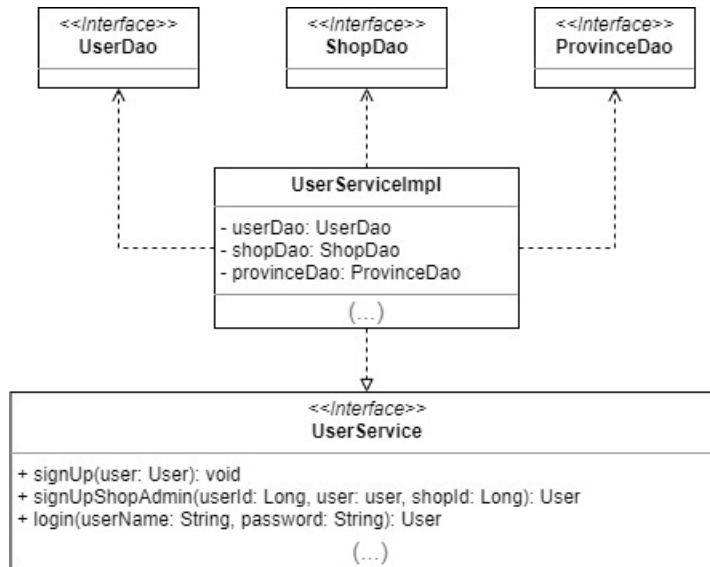 <<Interface>>
UserDao
<<Interface>>
ShopDao
<<Interface>>
ProvinceDao
UserServiceImpl
- userDao: UserDao
- shopDao: ShopDao
- provinceDao: ProvinceDao
(...)
<<Interface>>
UserService
+ signUp(user: User): void
+ signUpShopAdmin(userId: Long, user: user, shopId: Long): User
+ login(userName: String, password: String): User
(...)